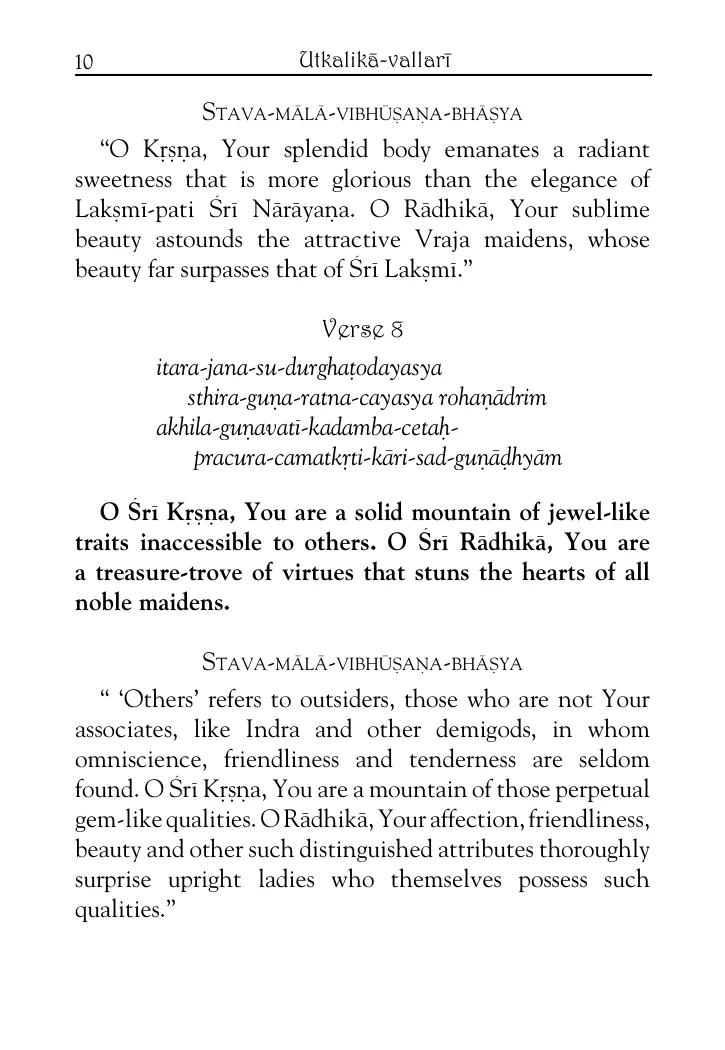 10 Utkalikā-vallarī
Stava-mālā-vibhūṣaṇa-bhāṣya
“O Kṛṣṇa, Your splendid body emanates a radiant
sweetness that is more glorious than the elegance of
Lakṣmī-pati Śrī Nārāyaṇa. O Rādhikā, Your sublime
beauty astounds the attractive Vraja maidens, whose
beauty far surpasses that of Śrī Lakṣmī.”
Verse 8
itara-jana-su-durghaṭodayasya
sthira-guṇa-ratna-cayasya rohaṇādrim
akhila-guṇavatī-kadamba-cetaḥ-
pracura-camatkṛti-kāri-sad-guṇāḍhyām
O Śrī Kṛṣṇa, You are a solid mountain of jewel-like
traits inaccessible to others. O Śrī Rādhikā, You are
a treasure-trove of virtues that stuns the hearts of all
noble maidens.
Stava-mālā-vibhūṣaṇa-bhāṣya
“ ‘Others’ refers to outsiders, those who are not Your
associates, like Indra and other demigods, in whom
omniscience, friendliness and tenderness are seldom
found. O Śrī Kṛṣṇa, You are a mountain of those perpetual
gem-like qualities. O Rādhikā, Your affection, friendliness,
beauty and other such distinguished attributes thoroughly
surprise upright ladies who themselves possess such
qualities.”